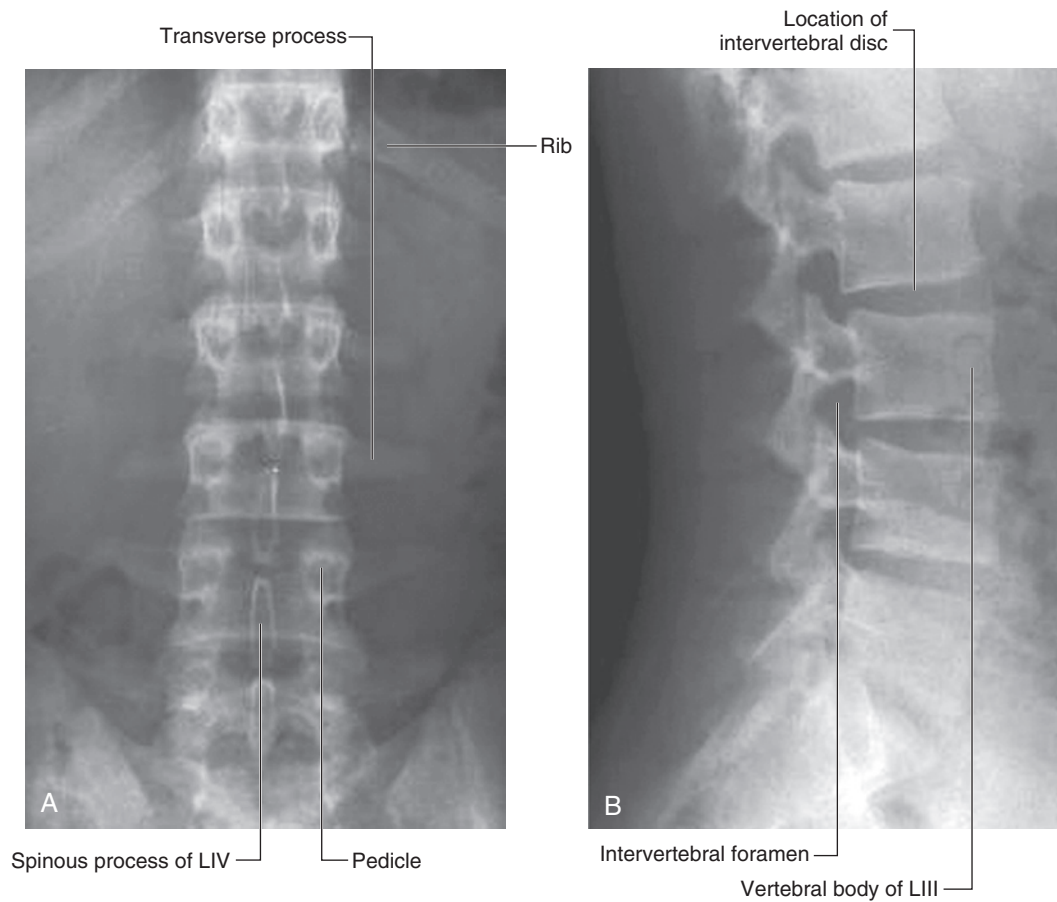 Transverse process
Rib
A
Spinous process of LIV
Pedicle
Location of
intervertebral disc
B
Intervertebral foramen
Vertebral body of LIII